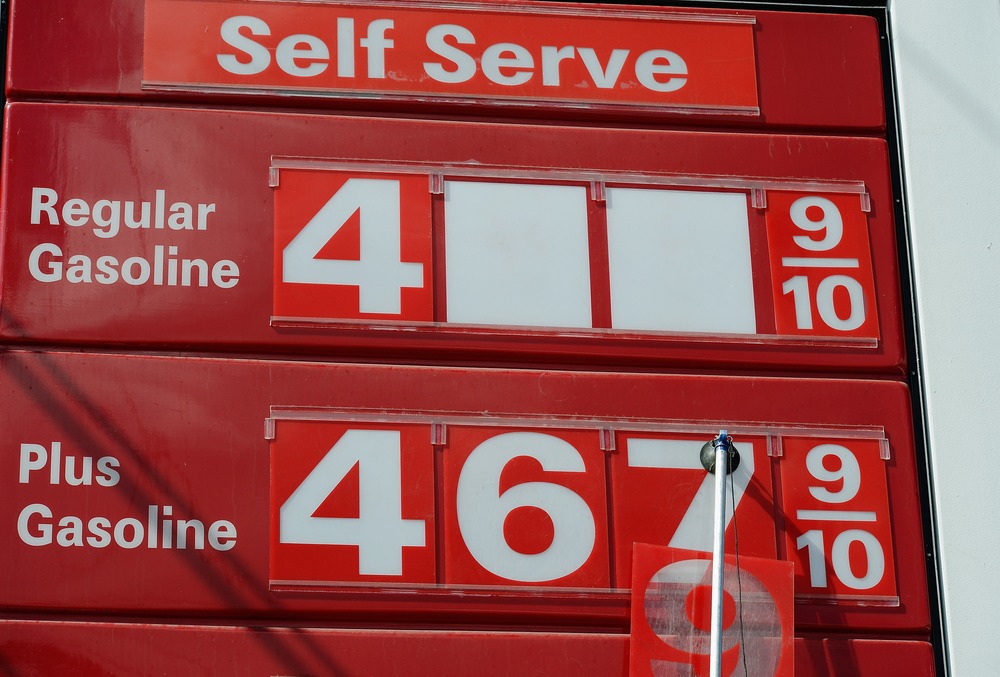 Self Serve
Regular
Gasoline
4 9/10
Plus
Gasoline
467 9/10
9